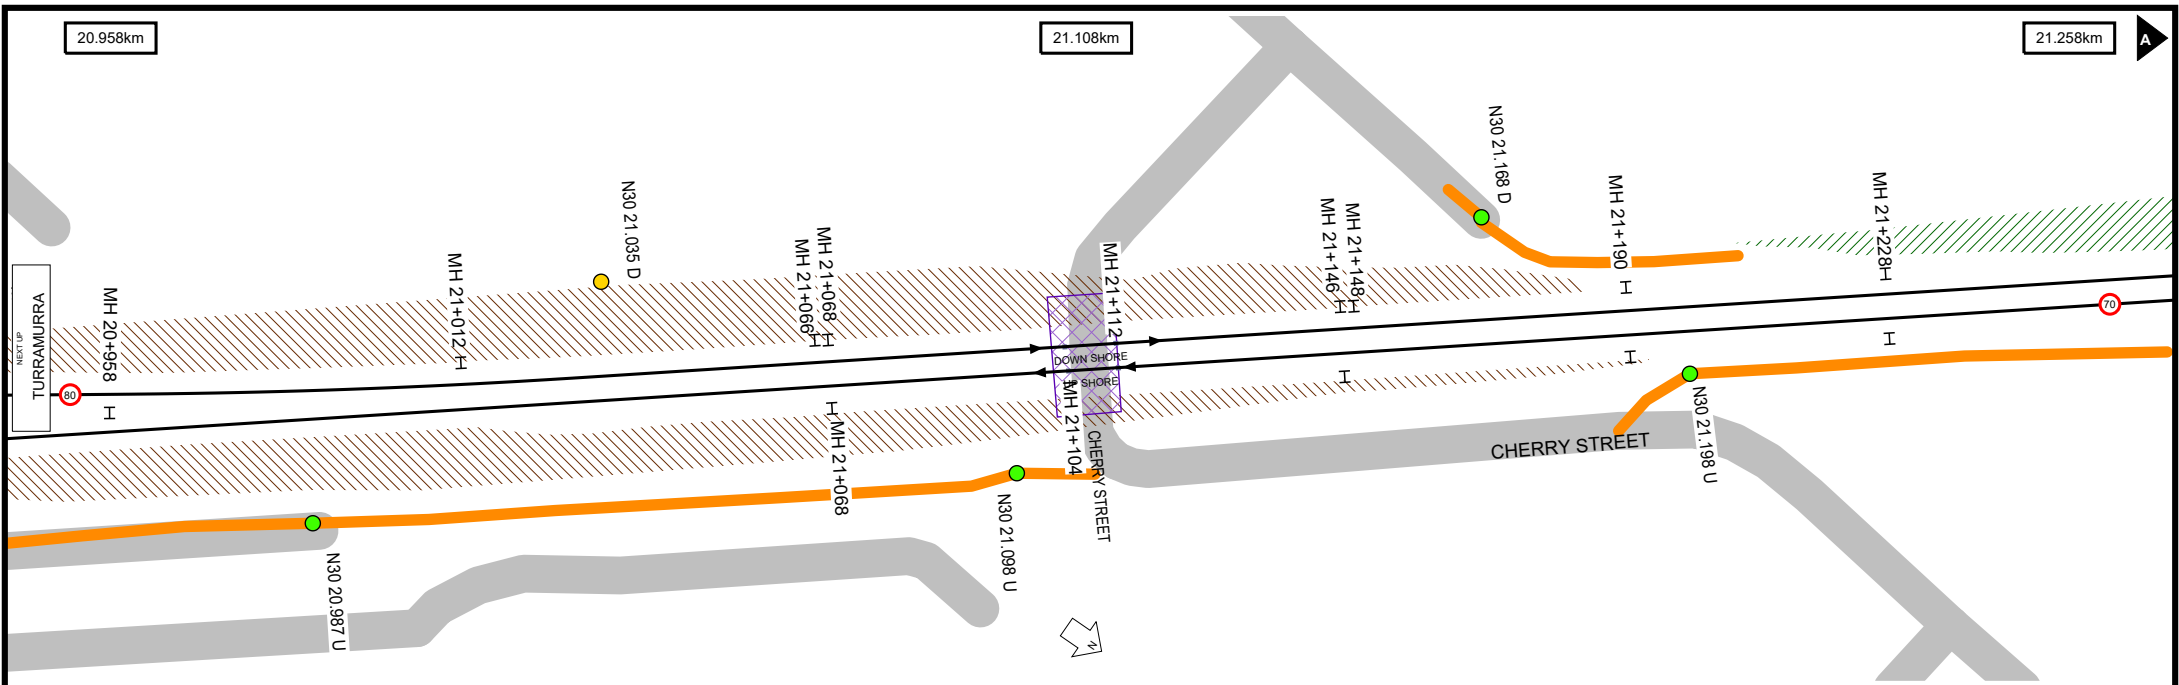 20.958km
21.108km
21.258km
A
NEXT UP
TURRAMURRA
80
MH 20+958
H
H
MH 21+012
H
N30 21.035 D
MH 21+066
H
MH 21+068
H
H
MH 21+068
MH 21+112
DOWN SHORE
UP SHORE
MH 21+104
CHERRY STREET
MH 21+146
H
MH 21+148
H
H
N30 21.168 D
MH 21+190
H
H
MH 21+228
H
H
70
CHERRY STREET
N30 21.198 U
N30 21.098 U
N30 20.987 U
N